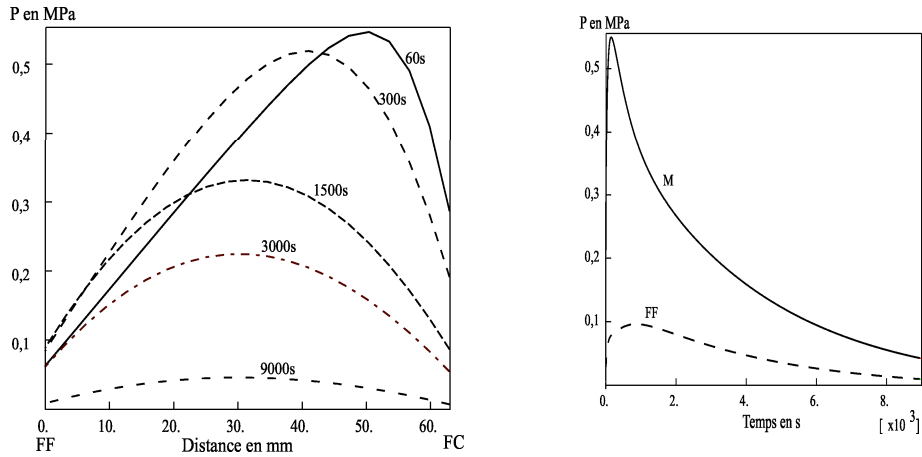 P en MPa
0,5
0,4
0,3
0,2
0,1
60s
300s
1500s
3000s
9000s
0. 10. 20. 30. 40. 50. 60.
FF Distance en mm FC
P en MPa
0,5
0,4
0,3
0,2
0,1
M
FF
0. 2. 4. 6. 8.
Temps en s [ x10 3 ]